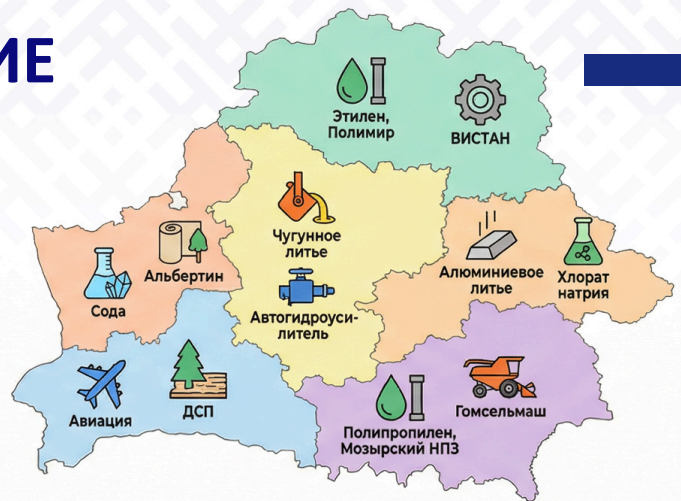 ИЕ
Этилен,
Полимир
ВИСТАН
Чугунное
литье
Автогидроуси-
литель
Альбертин
Сода
Алюминиевое
литье
Хлорат
натрия
Авиация
ДСП
Полипропилен,
Мозырский НПЗ
Гомсельмаш